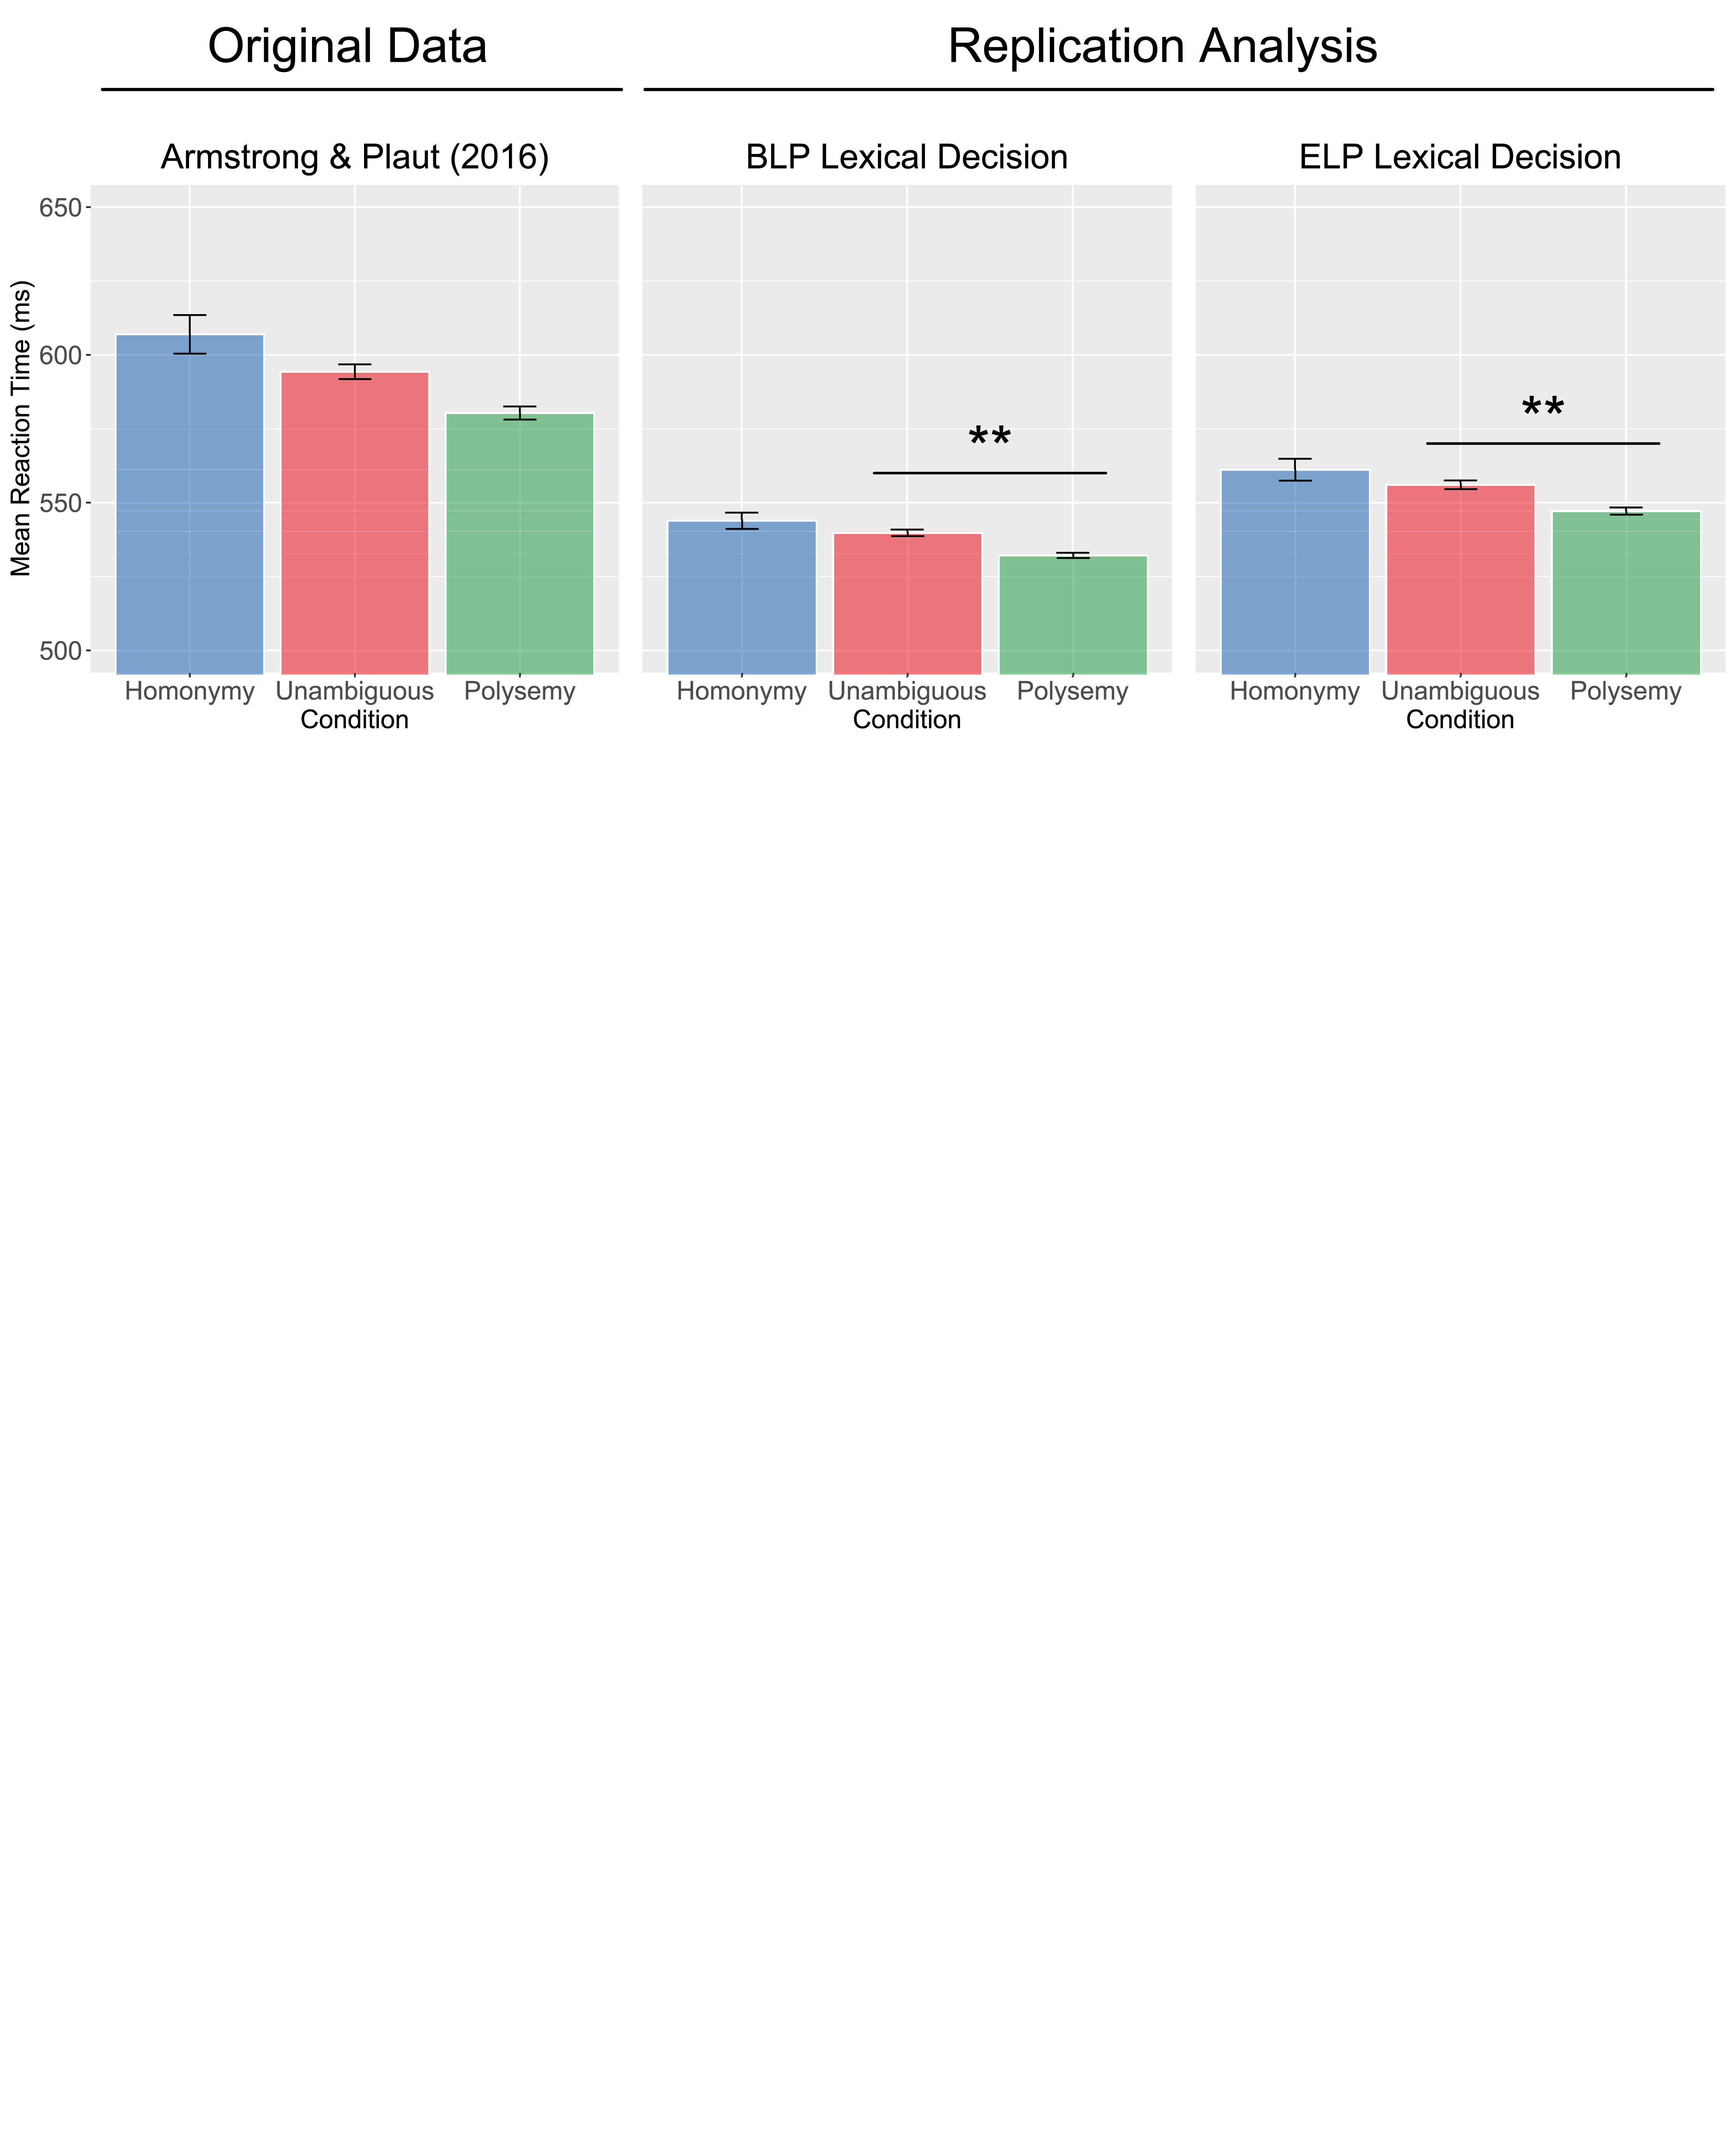 Original Data
Replication Analysis
Armstrong & Plaut (2016)
BLP Lexical Decision
ELP Lexical Decision
Mean Reaction Time (ms)
650
600
550
500
**
**
Homonymy Unambiguous Polysemy
Condition
Homonymy Unambiguous Polysemy
Condition
Homonymy Unambiguous Polysemy
Condition